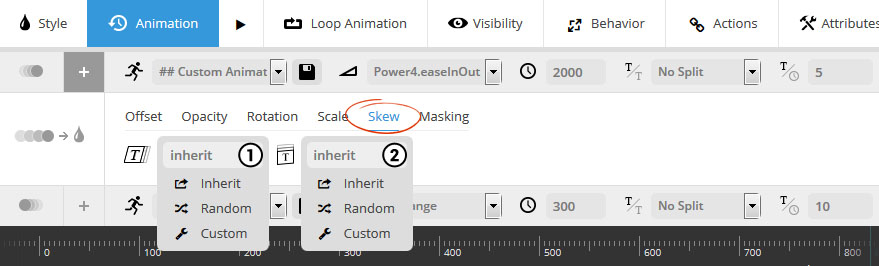 Style Animation Loop Animation Visibility Behavior Actions Attributes
## Custom Animat Power4.easeInOut 2000 T/T No Split 5
Offset Opacity Rotation Scale Skew Masking
T inherit 1 T inherit 2
Inherit Inherit
Random Random
ange 300 T/T No Split 10
Custom Custom
0 100 200 300 400 500 600 700 800